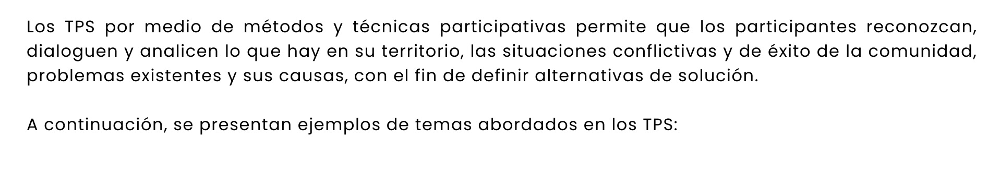 Los TPS por medio de métodos y técnicas participativas permite que los participantes reconozcan,
dialoguen y analicen lo que hay en su territorio, las situaciones conflictivas y de éxito de la comunidad,
problemas existentes y sus causas, con el fin de definir alternativas de solución.
A continuación, se presentan ejemplos de temas abordados en los TPS: